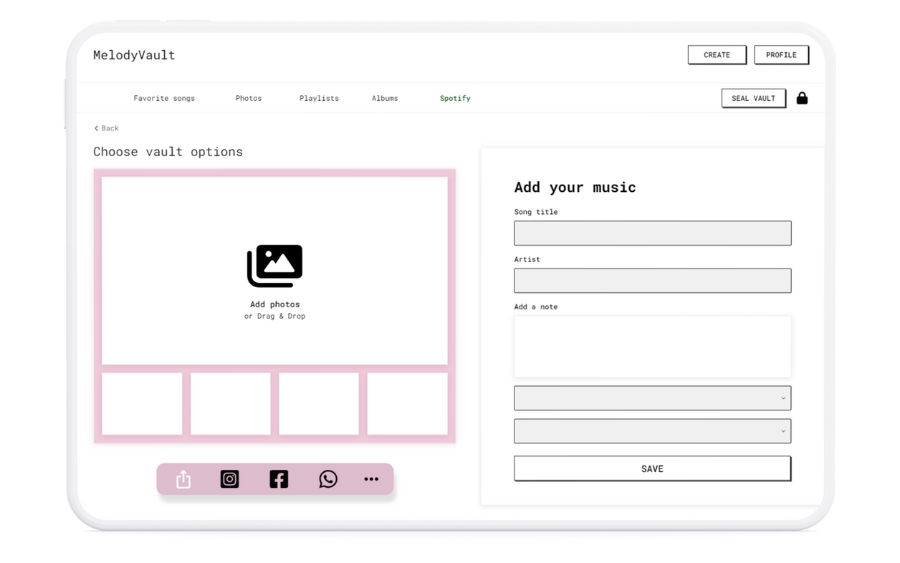 MelodyVault
CREATE
PROFILE
Favorite songs
Photos
Playlists
Albums
Spotify
SEAL VAULT
Back
Choose vault options
Add photos
or Drag & Drop
Add your music
Song title
Artist
Add a note
SAVE